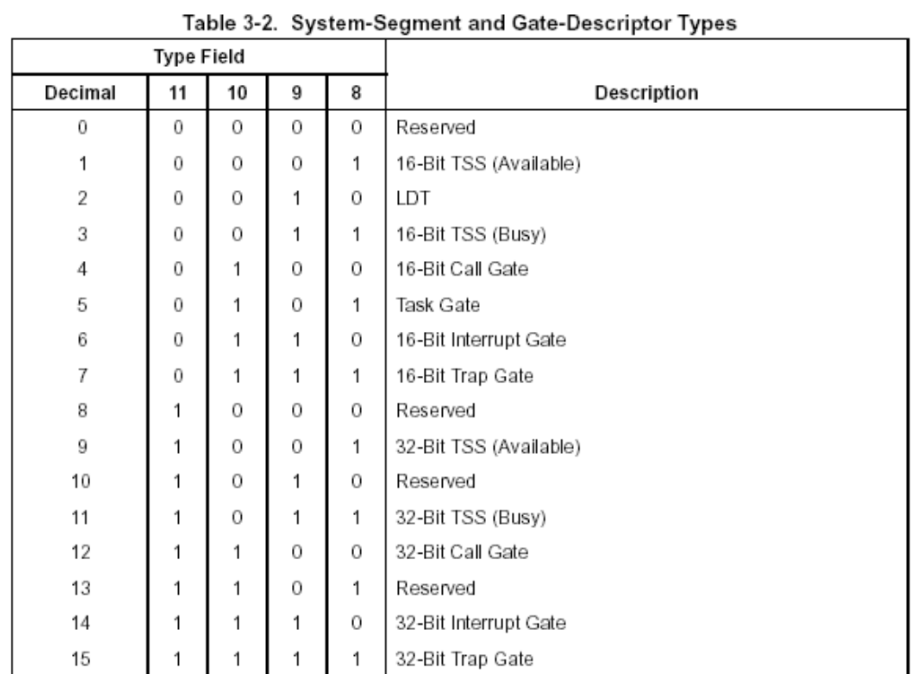 Table 3-2. System-Segment and Gate-Descriptor Types
Type Field
Decimal 11 10 9 8 Description
0 0 0 0 0 Reserved
1 0 0 0 1 16-Bit TSS (Available)
2 0 0 1 0 LDT
3 0 0 1 1 16-Bit TSS (Busy)
4 0 1 0 0 16-Bit Call Gate
5 0 1 0 1 Task Gate
6 0 1 1 0 16-Bit Interrupt Gate
7 0 1 1 1 16-Bit Trap Gate
8 1 0 0 0 Reserved
9 1 0 0 1 32-Bit TSS (Available)
10 1 0 1 0 Reserved
11 1 0 1 1 32-Bit TSS (Busy)
12 1 1 0 0 32-Bit Call Gate
13 1 1 0 1 Reserved
14 1 1 1 0 32-Bit Interrupt Gate
15 1 1 1 1 32-Bit Trap Gate